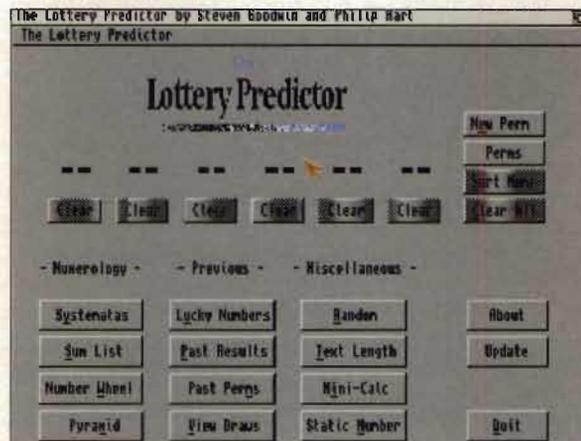 The Lottery Predictor by Steven Goodwin and Philip Hart
The Lottery Predictor
The
Lottery Predictor
-- -- -- -- -- --
New Perm
Perms
Sort Nums
Clear All
Clear Clear Clear Clear Clear Clear
- Numerology - - Previous - - Miscellaneous -
Systematas Lucky Numbers Random About
Sum List Past Results Text Length Update
Number Wheel Past Perms Mini-Calc
Pyramid View Draws Static Number Quit